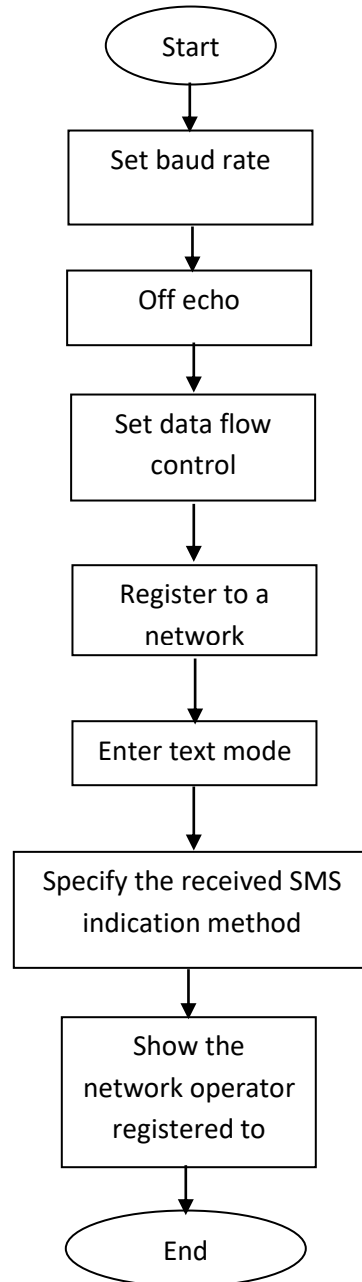 Start
Set baud rate
Off echo
Set data flow
control
Register to a
network
Enter text mode
Specify the received SMS
indication method
Show the
network operator
registered to
End